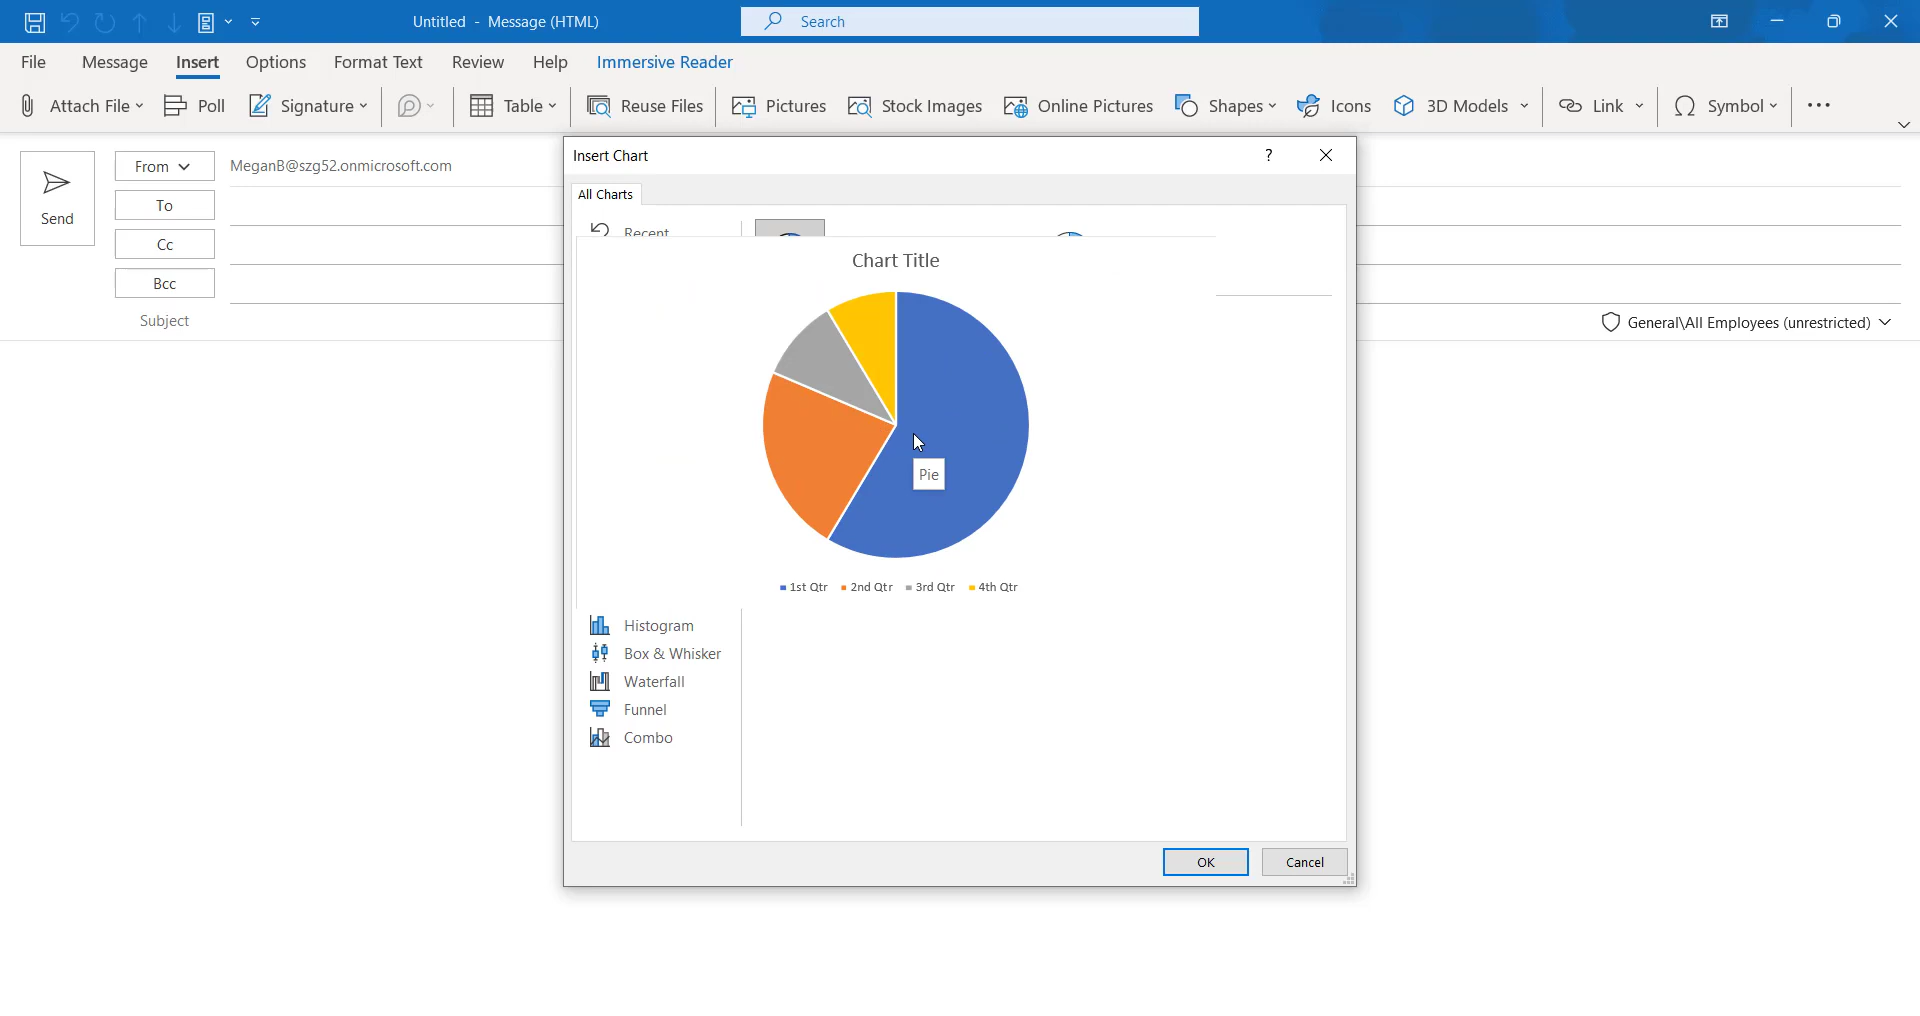 Untitled - Message (HTML)
Search
File Message Insert Options Format Text Review Help Immersive Reader
Attach File Poll Signature Table Reuse Files Pictures Stock Images Online Pictures Shapes Icons 3D Models Link Symbol
Insert Chart
?
All Charts
Send
From
MeganB@szg52.onmicrosoft.com
To
Cc
Bcc
Subject
General\All Employees (unrestricted)
Recent
Chart Title
Pie
1st Qtr 2nd Qtr 3rd Qtr 4th Qtr
Histogram
Box & Whisker
Waterfall
Funnel
Combo
OK
Cancel